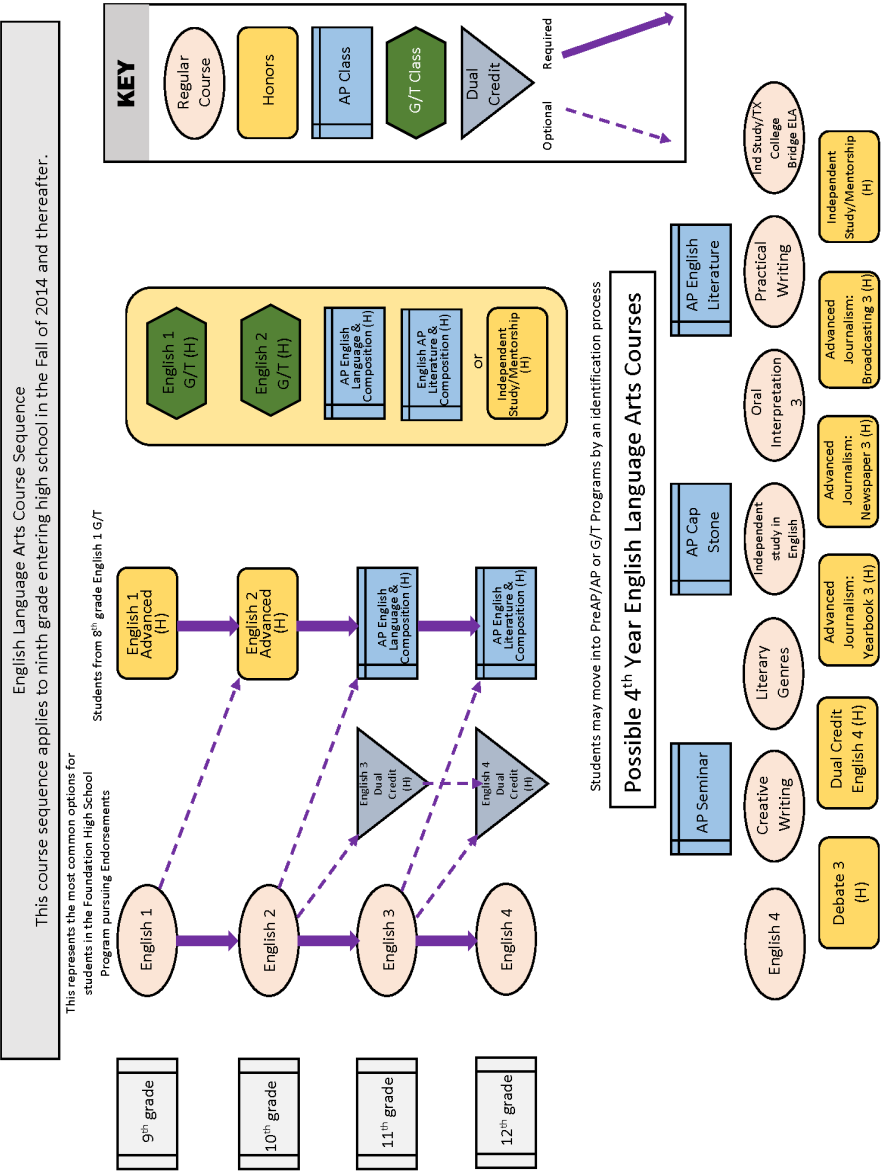 English Language Arts Course Sequence
This course sequence applies to ninth grade entering high school in the Fall of 2014 and thereafter.
This represents the most common options for
students in the Foundation High School
Program pursuing Endorsements
Students from 8th grade English 1 G/T
KEY
Regular
Course
Honors
AP Class
G/T Class
Dual
Credit
Optional
Required
9th grade
English 1
English 1
Advanced
(H)
English 1
G/T (H)
10th grade
English 2
English 2
Advanced
(H)
English 2
G/T (H)
11th grade
English 3
English 3
Dual
Credit
(H)
AP English
Language &
Composition (H)
AP English
Language &
Composition (H)
12th grade
English 4
English 4
Dual
Credit
(H)
AP English
Literature &
Composition (H)
English AP
Literature &
Composition (H)
or
Independent
Study/Mentorship
(H)
Students may move into PreAP/AP or G/T Programs by an identification process
Possible 4th Year English Language Arts Courses
AP Seminar
AP Cap
Stone
AP English
Literature
English 4
Creative
Writing
Literary
Genres
Independent
study in
English
Oral
Interpretation
3
Practical
Writing
Ind Study/TX
College
Bridge ELA
Debate 3
(H)
Dual Credit
English 4 (H)
Advanced
Journalism:
Yearbook 3 (H)
Advanced
Journalism:
Newspaper 3 (H)
Advanced
Journalism:
Broadcasting 3 (H)
Independent
Study/Mentorship
(H)